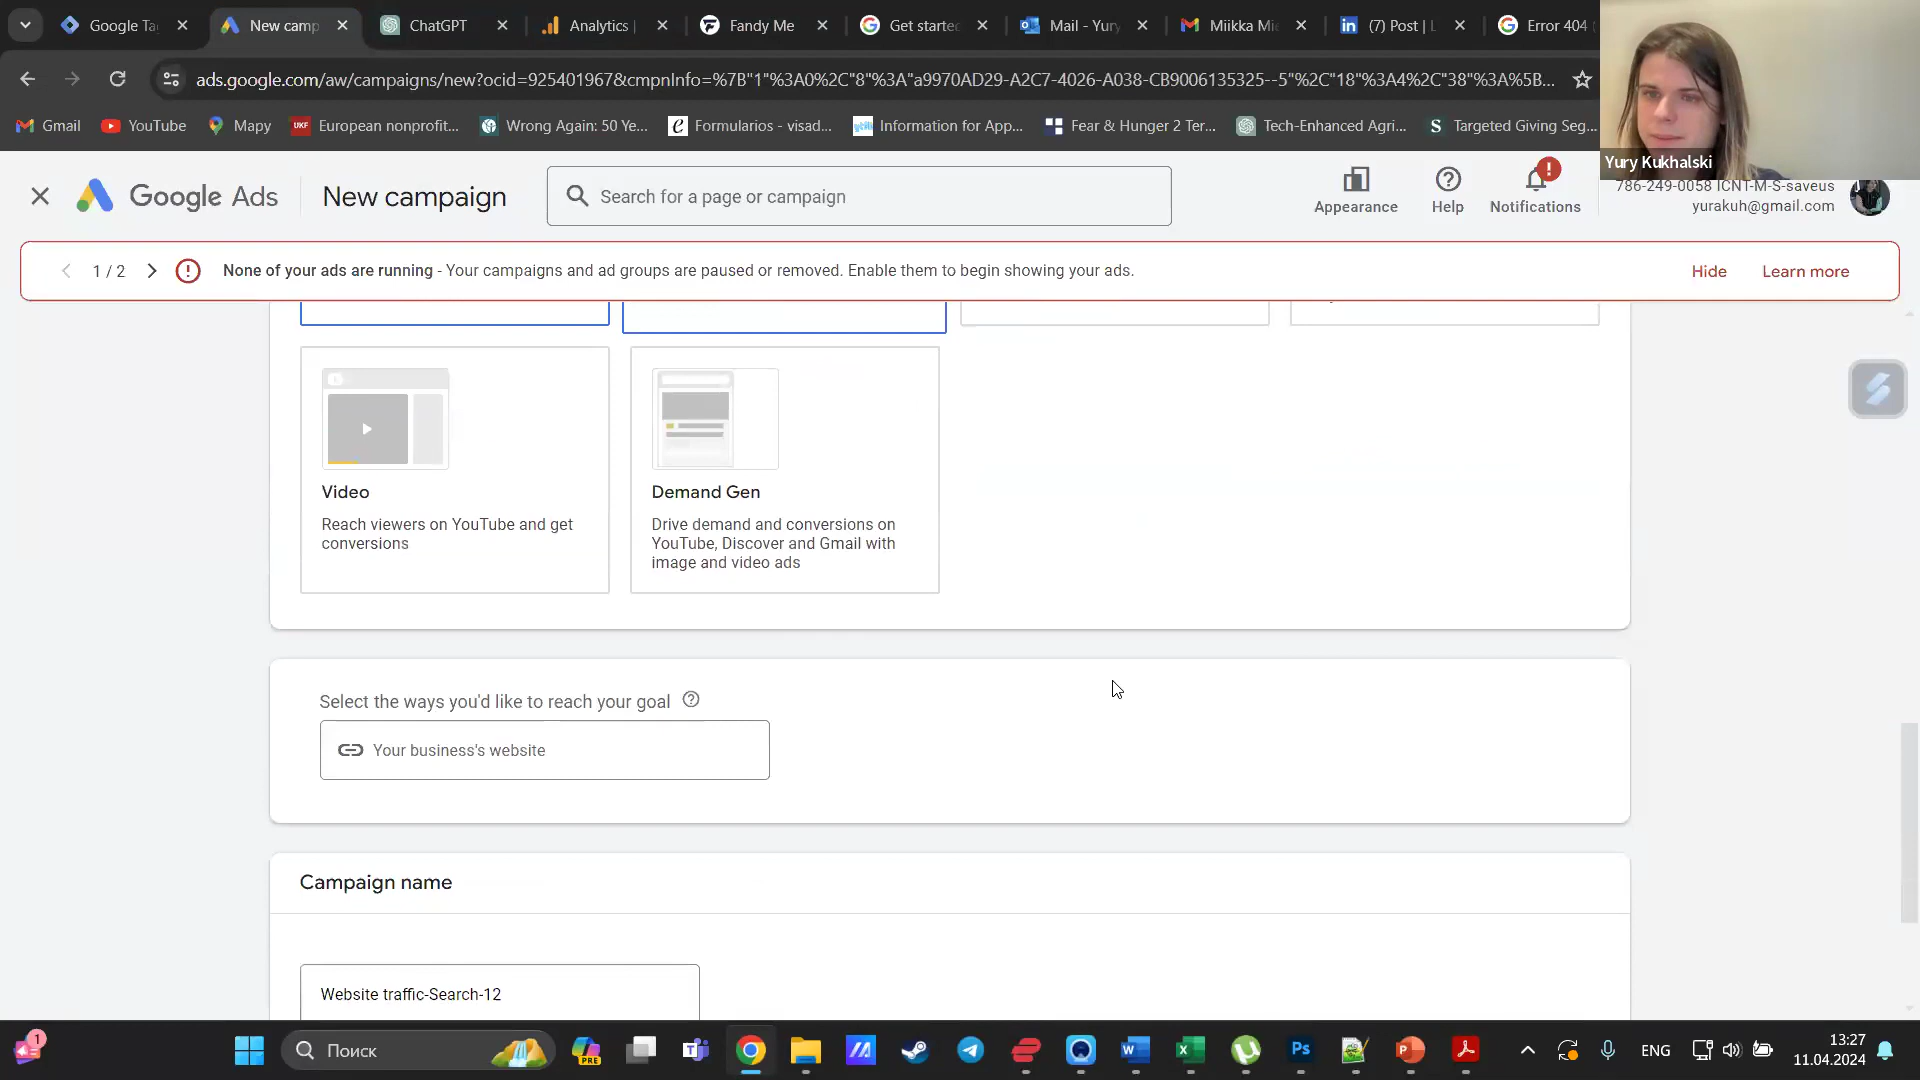 Google Ta
New camp
ChatGPT
Analytics |
Fandy Me
Get starte
Mail - Yury
Miikka Mi
(7) Post | L
Error 404
ads.google.com/aw/campaigns/new?ocid=925401967&cmpnInfo=%7B"1"%3A0%2C"8"%3A"a9970AD29-A2C7-4026-A038-CB9006135325--5"%2C"18"%3A4%2C"38"%3A%5B...
Gmail
YouTube
Mapy
UKF
European nonprofit...
Wrong Again: 50 Ye...
Formularios - visad...
Information for App...
Fear & Hunger 2 Ter...
Tech-Enhanced Agri...
Targeted Giving Seg...
Yury Kukhalski
Google Ads
New campaign
Search for a page or campaign
Appearance
Help
Notifications
786-249-0058 ICNT-M-S-saveus
yurakuh@gmail.com
1 / 2
None of your ads are running - Your campaigns and ad groups are paused or removed. Enable them to begin showing your ads.
Hide
Learn more
Video
Reach viewers on YouTube and get
conversions
Demand Gen
Drive demand and conversions on
YouTube, Discover and Gmail with
image and video ads
Select the ways you'd like to reach your goal
Your business's website
Campaign name
Website traffic-Search-12
1
Поиск
PRE
ENG
13:27
11.04.2024